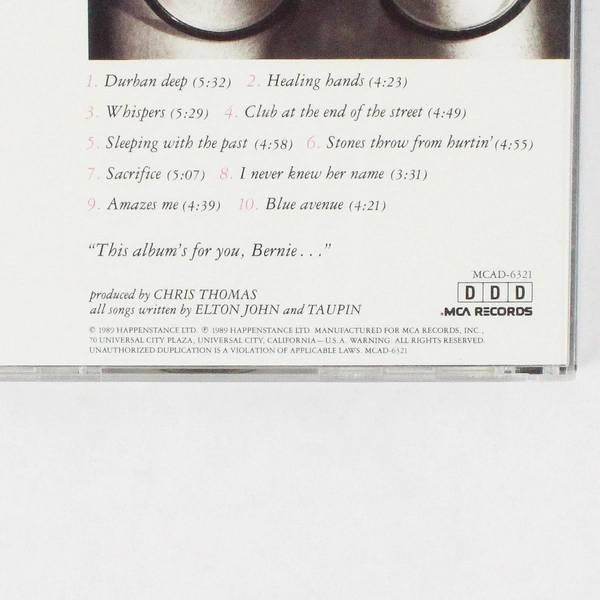 1. Durban deep (5:32) 2. Healing hands (4:23)
3. Whispers (5:29) 4. Club at the end of the street (4:49)
5. Sleeping with the past (4:58) 6. Stones throw from hurtin' (4:55)
7. Sacrifice (5:07) 8. I never knew her name (3:31)
9. Amazes me (4:39) 10. Blue avenue (4:21)
“This album's for you, Bernie . . .”
MCAD-6321
D D D
MCA RECORDS
produced by CHRIS THOMAS
all songs written by ELTON JOHN and TAUPIN
© 1989 HAPPENSTANCE LTD. ℗ 1989 HAPPENSTANCE LTD. MANUFACTURED FOR MCA RECORDS, INC.,
70 UNIVERSAL CITY PLAZA, UNIVERSAL CITY, CALIFORNIA — U.S.A. WARNING: ALL RIGHTS RESERVED.
UNAUTHORIZED DUPLICATION IS A VIOLATION OF APPLICABLE LAWS. MCAD-6321